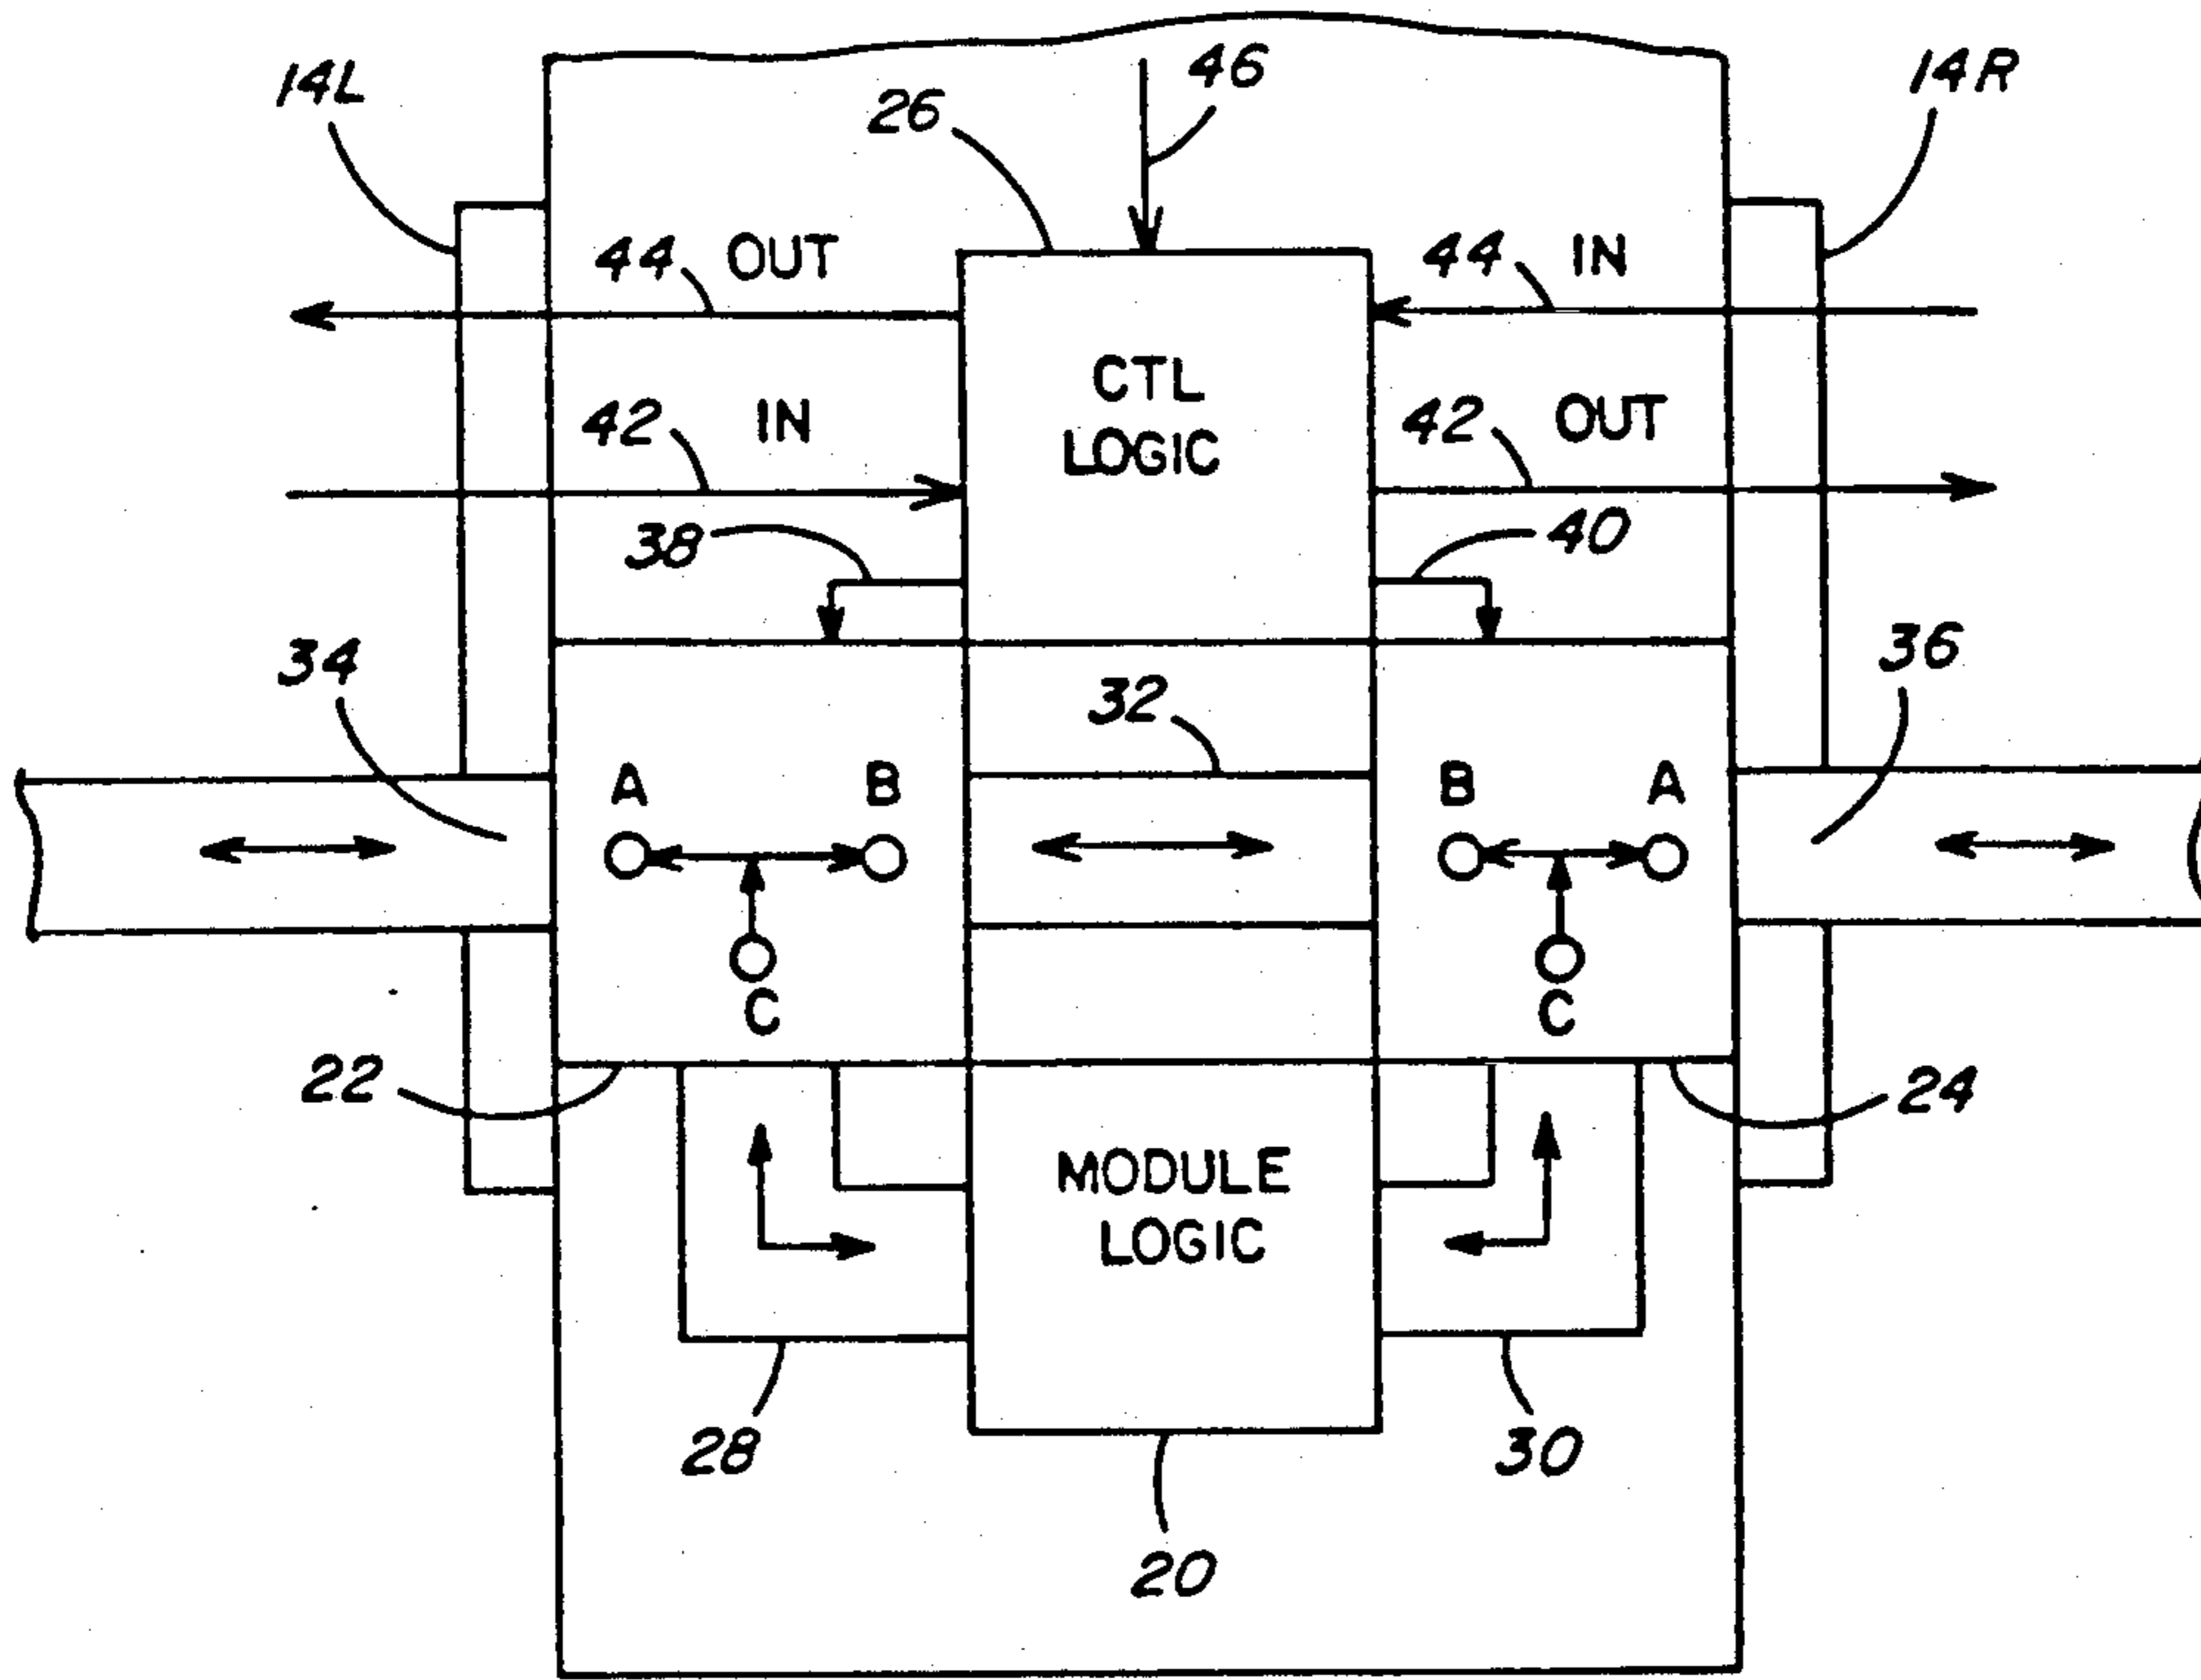 14L
26
46
14R
44 OUT
44 IN
CTL
LOGIC
42 IN
42 OUT
38
40
34
32
36
A B
B A
C
C
22
24
MODULE
LOGIC
28
30
20